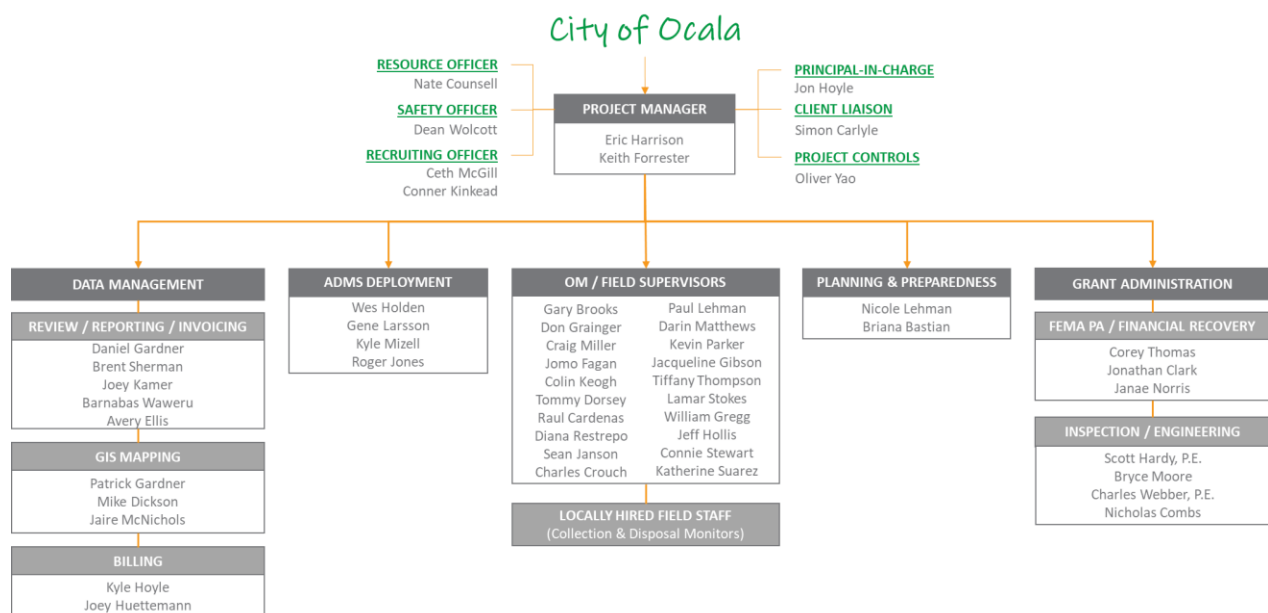 City of Ocala
RESOURCE OFFICER
Nate Counsell
SAFETY OFFICER
Dean Wolcott
RECRUITING OFFICER
Ceth McGill
Conner Kinkead
PROJECT MANAGER
Eric Harrison
Keith Forrester
PRINCIPAL-IN-CHARGE
Jon Hoyle
CLIENT LIAISON
Simon Carlyle
PROJECT CONTROLS
Oliver Yao
DATA MANAGEMENT
REVIEW / REPORTING / INVOICING
Daniel Gardner
Brent Sherman
Joey Kamer
Barnabas Waweru
Avery Ellis
GIS MAPPING
Patrick Gardner
Mike Dickson
Jaire McNichols
BILLING
Kyle Hoyle
Joey Huettemann
ADMS DEPLOYMENT
Wes Holden
Gene Larsson
Kyle Mizell
Roger Jones
OM / FIELD SUPERVISORS
Gary Brooks
Don Grainger
Craig Miller
Jomo Fagan
Colin Keogh
Tommy Dorsey
Raul Cardenas
Diana Restrepo
Sean Janson
Charles Crouch
Paul Lehman
Darin Matthews
Kevin Parker
Jacqueline Gibson
Tiffany Thompson
Lamar Stokes
William Gregg
Jeff Hollis
Connie Stewart
Katherine Suarez
LOCALLY HIRED FIELD STAFF
(Collection & Disposal Monitors)
PLANNING & PREPAREDNESS
Nicole Lehman
Briana Bastian
GRANT ADMINISTRATION
FEMA PA / FINANCIAL RECOVERY
Corey Thomas
Jonathan Clark
Janae Norris
INSPECTION / ENGINEERING
Scott Hardy, P.E.
Bryce Moore
Charles Webber, P.E.
Nicholas Combs